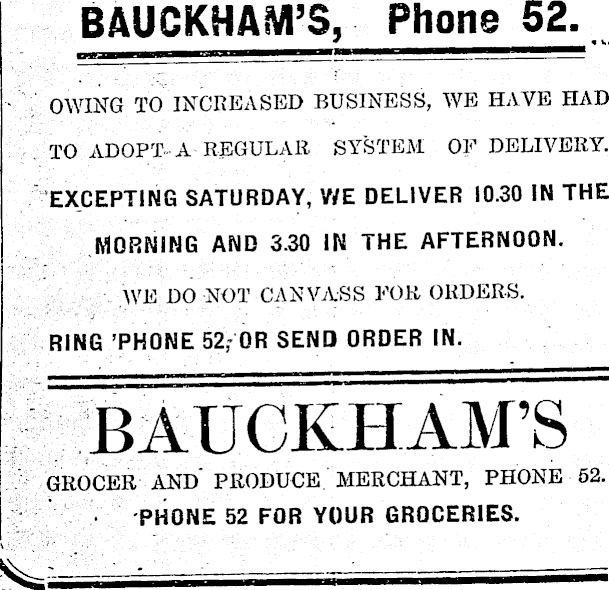 BAUCKHAM'S, Phone 52.
OWING TO INCREASED BUSINESS, WE HAVE HAD
TO ADOPT A REGULAR SYSTEM OF DELIVERY.
EXCEPTING SATURDAY, WE DELIVER 10.30 IN THE
MORNING AND 3.30 IN THE AFTERNOON.
WE DO NOT CANVASS FOR ORDERS.
RING 'PHONE 52, OR SEND ORDER IN.
BAUCKHAM'S
GROCER AND PRODUCE MERCHANT, PHONE 52.
'PHONE 52 FOR YOUR GROCERIES.